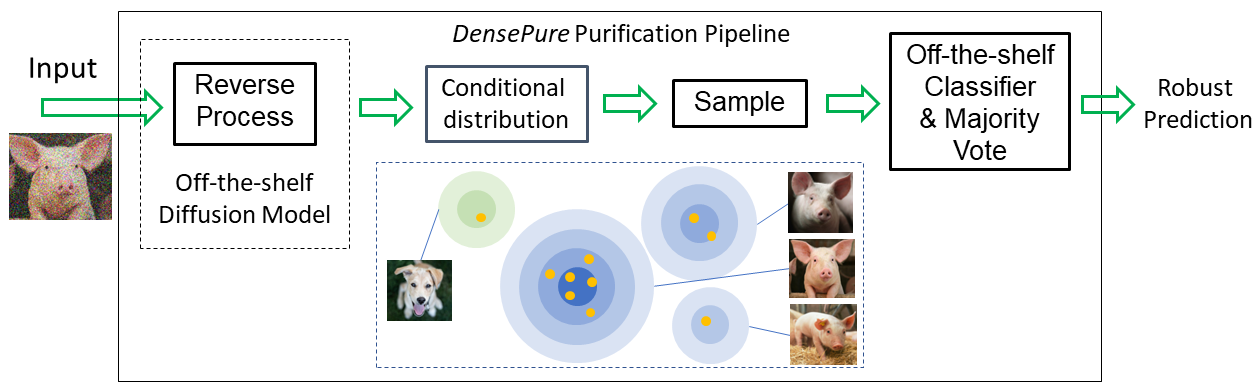 DensePure Purification Pipeline
Input
Reverse
Process
Off-the-shelf
Diffusion Model
Conditional
distribution
Sample
Off-the-shelf
Classifier
& Majority
Vote
Robust
Prediction